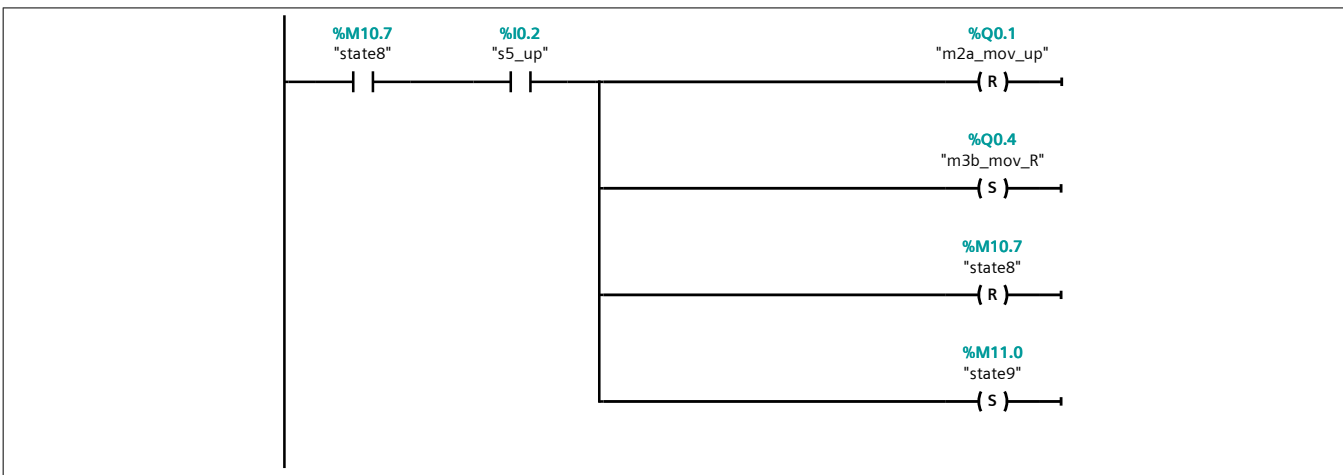 %M10.7 %I0.2 %Q0.1
"state8" "s5_up" "m2a_mov_up"
R
%Q0.4
"m3b_mov_R"
S
%M10.7
"state8"
R
%M11.0
"state9"
S